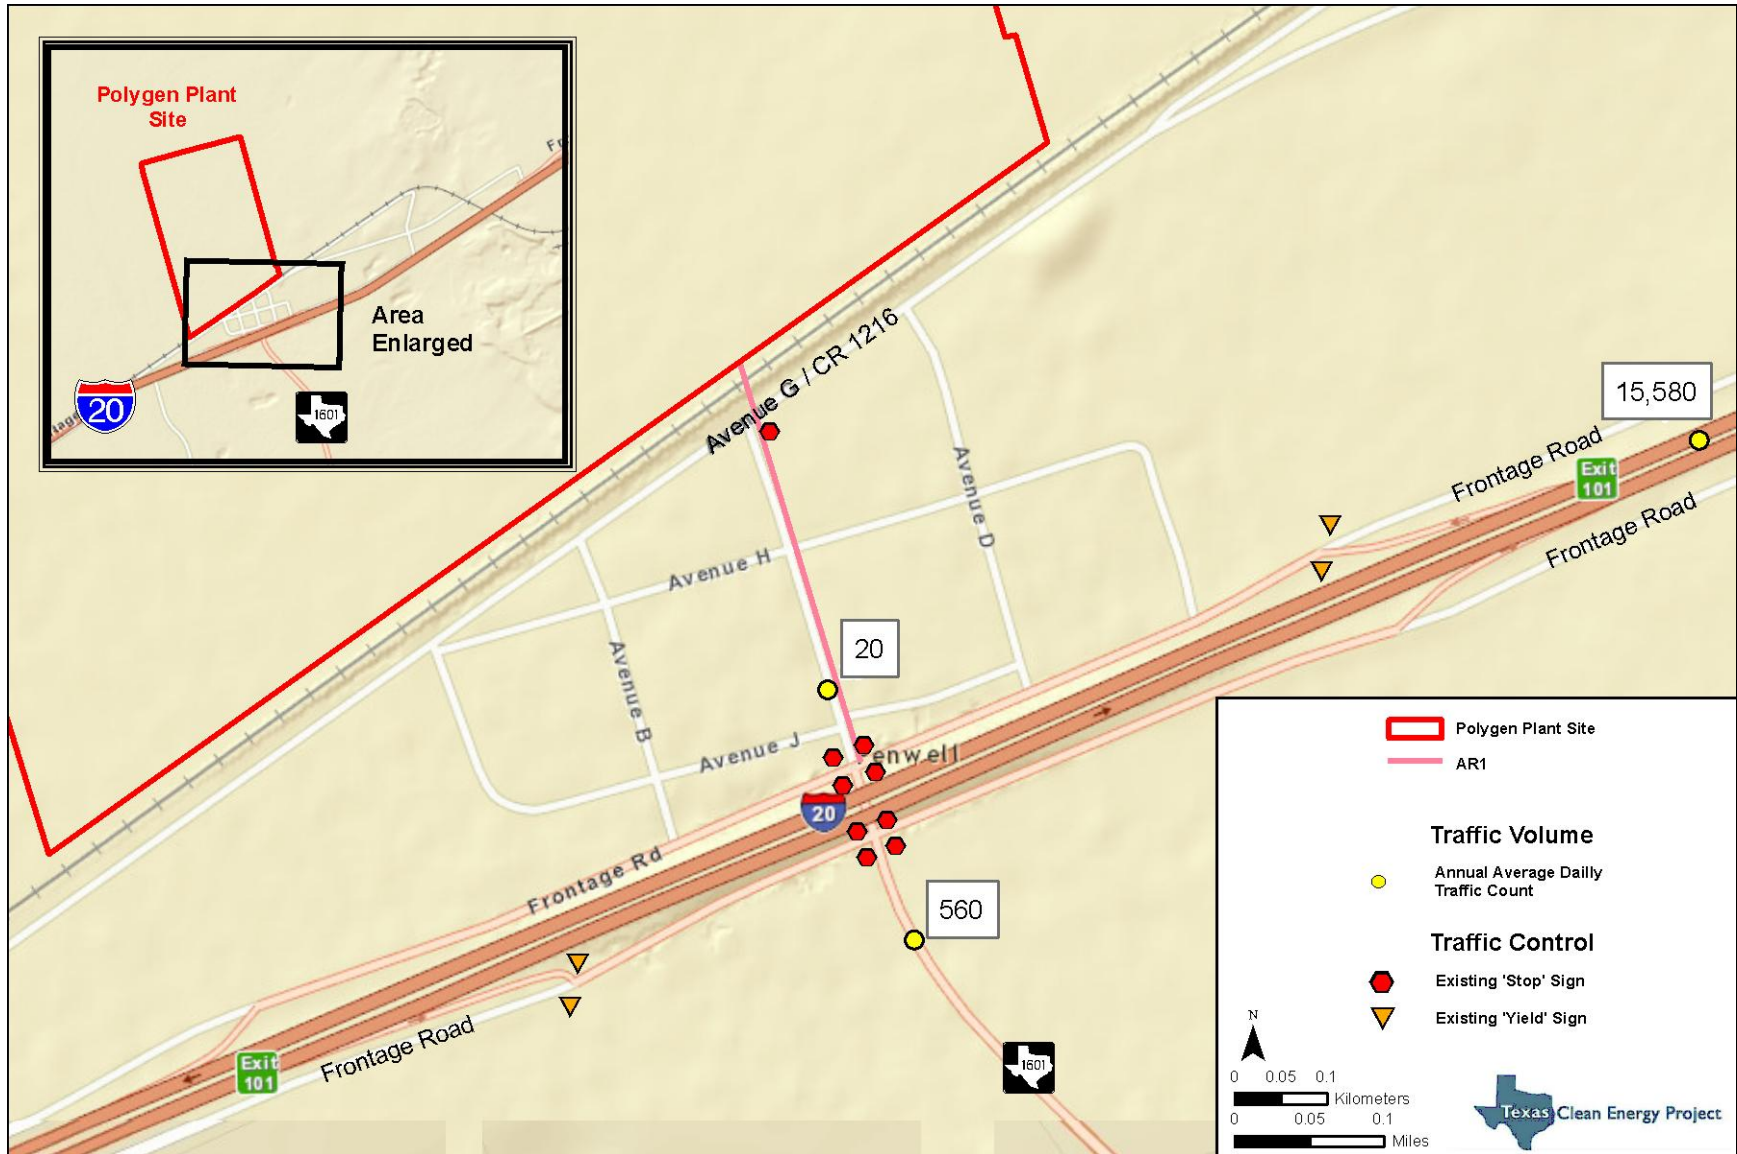 Polygen Plant
Site
Area
Enlarged
20
1601
Avenue G / CR 1216
Avenue D
Avenue H
Avenue B
Avenue J
20
15,580
Frontage Road
Exit
101
Frontage Road
enwell
20
Frontage Rd
560
Frontage Road
Exit
101
1601
Polygen Plant Site
AR1
Traffic Volume
Annual Average Dailly
Traffic Count
Traffic Control
Existing 'Stop' Sign
Existing 'Yield' Sign
N
0 0.05 0.1
Kilometers
0 0.05 0.1
Miles
Texas Clean Energy Project